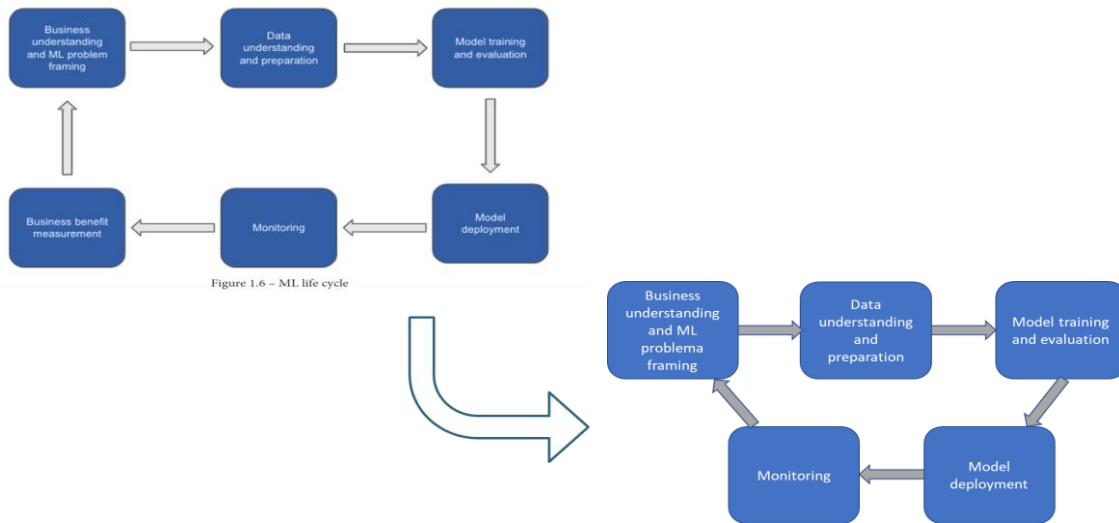 Business
understanding
and ML problem
framing
Data
understanding
and preparation
Model training
and evaluation
Business benefit
measurement
Monitoring
Model
deployment
Figure 1.6 – ML life cycle
Business
understanding
and ML
problema
framing
Data
understanding
and
preparation
Model training
and evaluation
Monitoring
Model
deployment